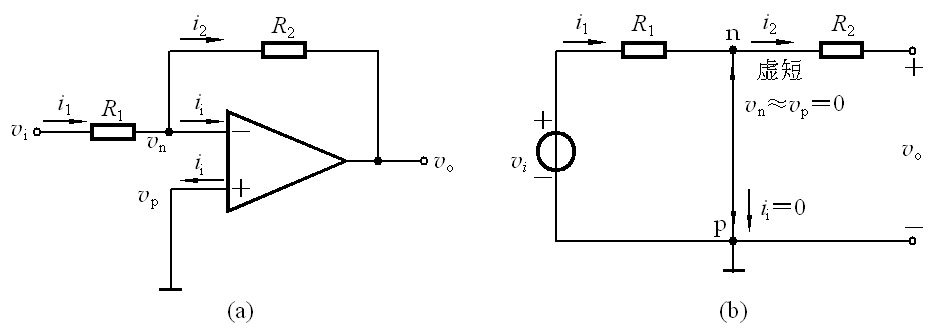 i₂ R₂
i₁ R₁ iᵢ
vᵢ vₙ −
iᵢ +
vₚ vₒ
(a)
i₁ R₁ n i₂ R₂
虚短 +
vₙ≈vₚ=0
+
vᵢ vₒ
−
iᵢ=0
p −
(b)